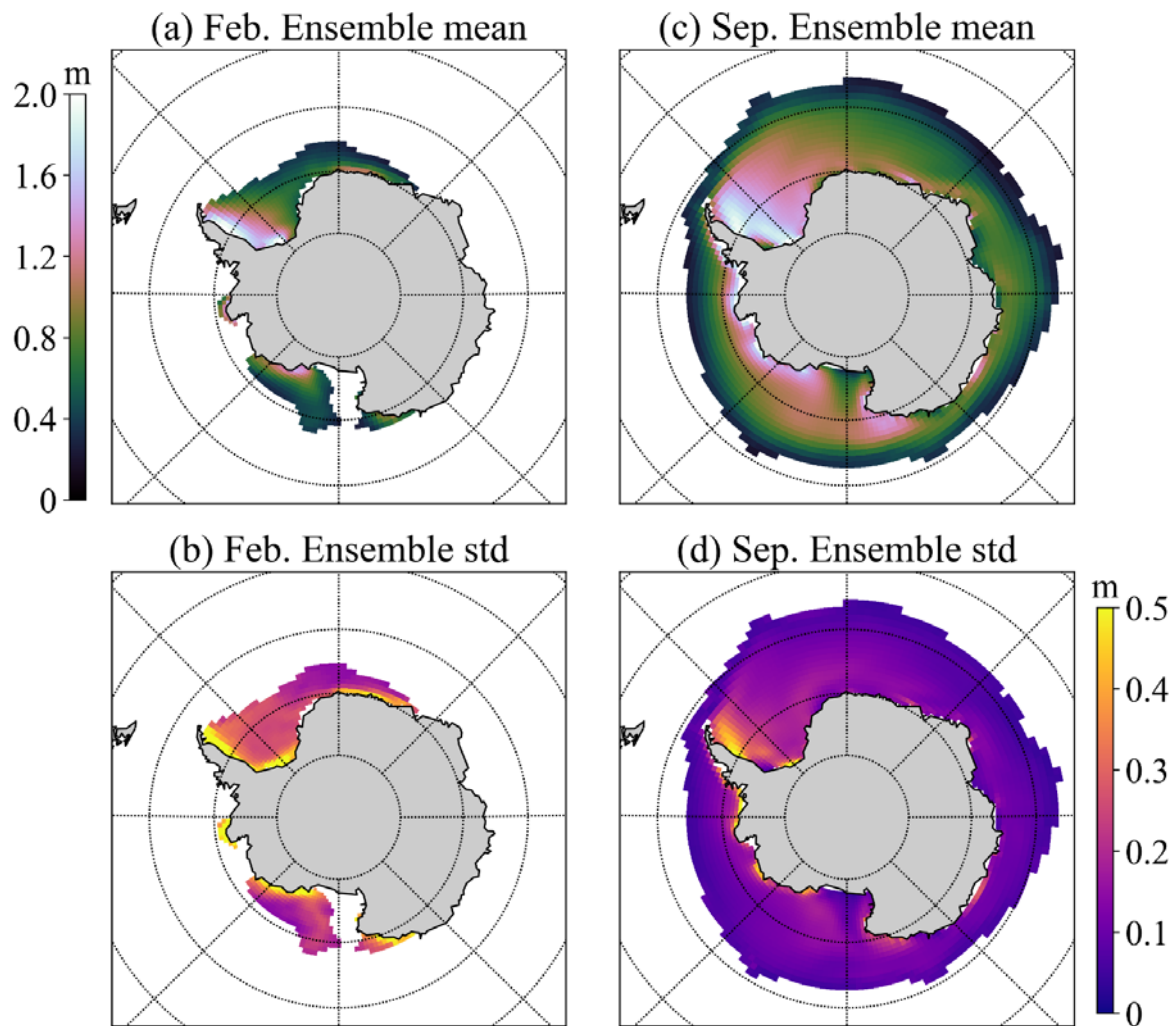 (a) Feb. Ensemble mean
(c) Sep. Ensemble mean
m
2.0
1.6
1.2
0.8
0.4
0
(b) Feb. Ensemble std
(d) Sep. Ensemble std
m
0.5
0.4
0.3
0.2
0.1
0